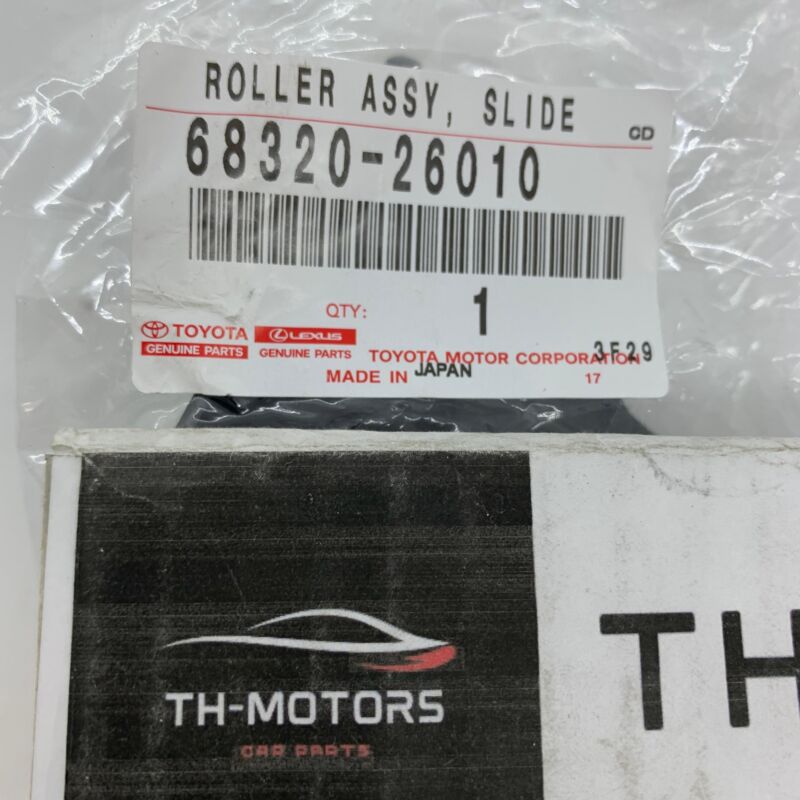 ROLLER ASSY, SLIDE
CD
68320-26010
QTY: 1
TOYOTA
GENUINE PARTS
LEXUS
GENUINE PARTS
TOYOTA MOTOR CORPORATION
3F29
MADE IN JAPAN
17
TH-MOTORS
CAR PARTS
TH